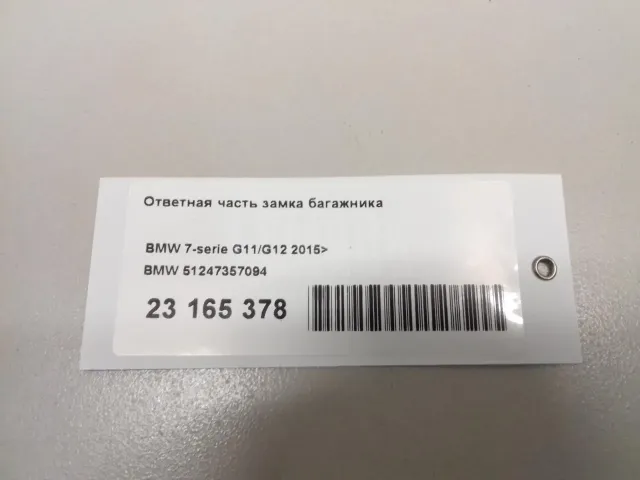 Ответная часть замка багажника
BMW 7-serie G11/G12 2015>
BMW 51247357094
23 165 378